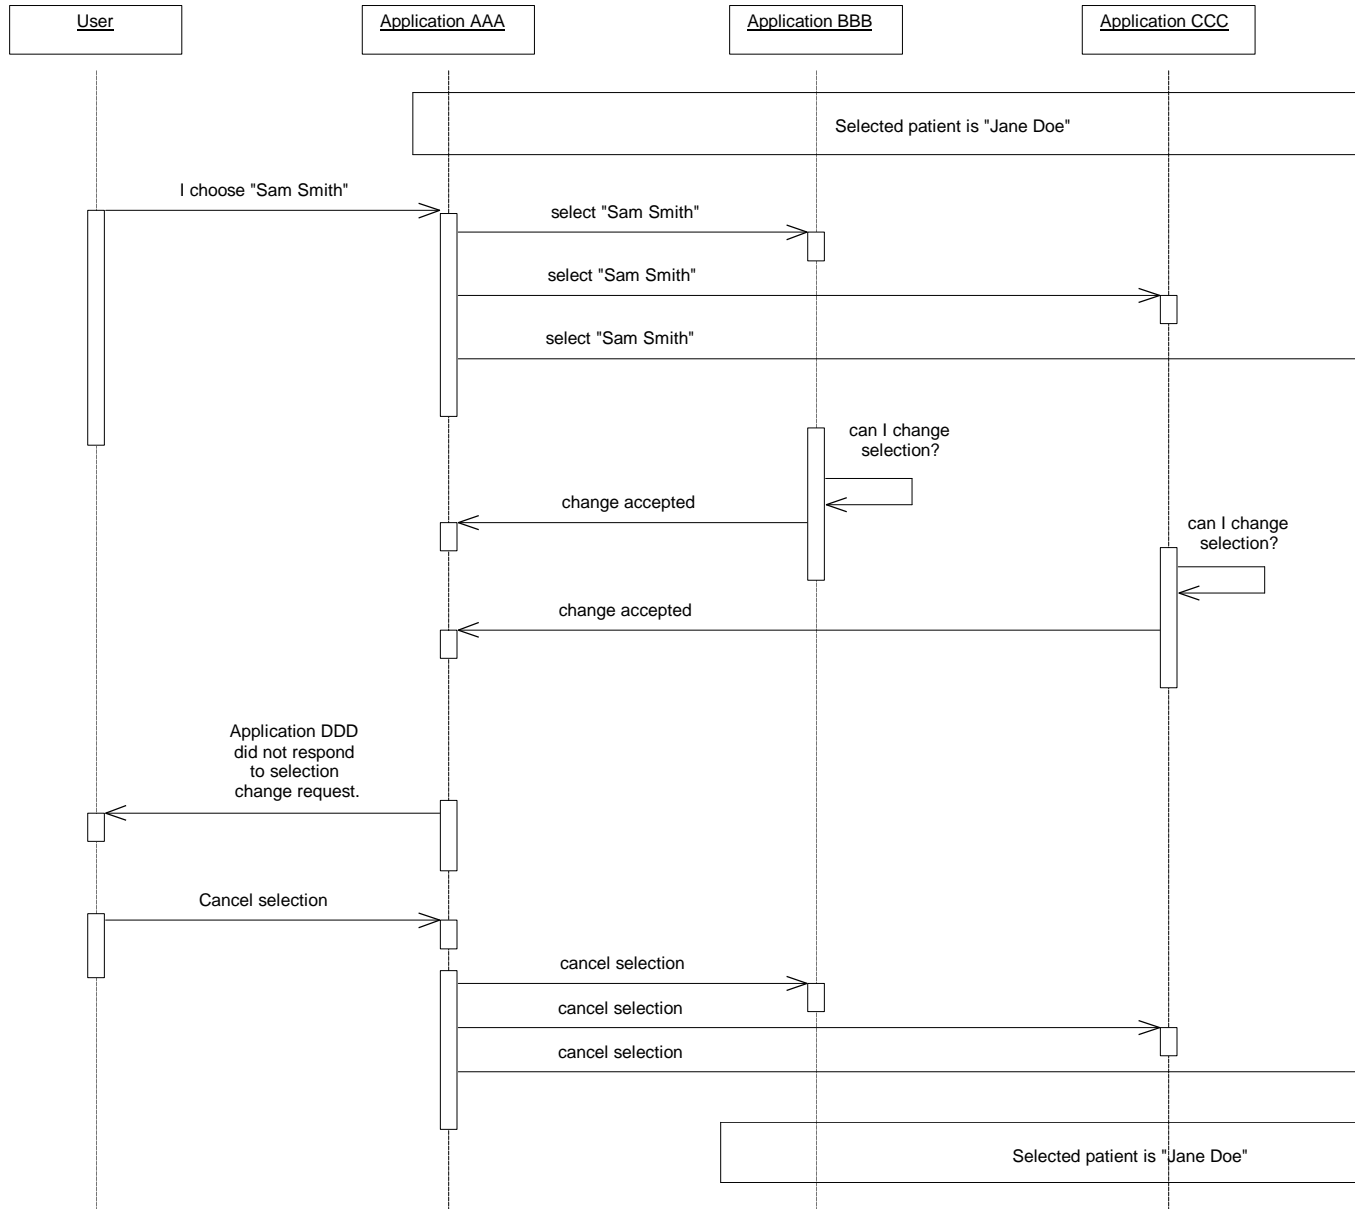 User
Application AAA
Application BBB
Application CCC
Selected patient is "Jane Doe"
I choose "Sam Smith"
select "Sam Smith"
select "Sam Smith"
select "Sam Smith"
can I change
selection?
change accepted
can I change
selection?
change accepted
Application DDD
did not respond
to selection
change request.
Cancel selection
cancel selection
cancel selection
cancel selection
Selected patient is "Jane Doe"